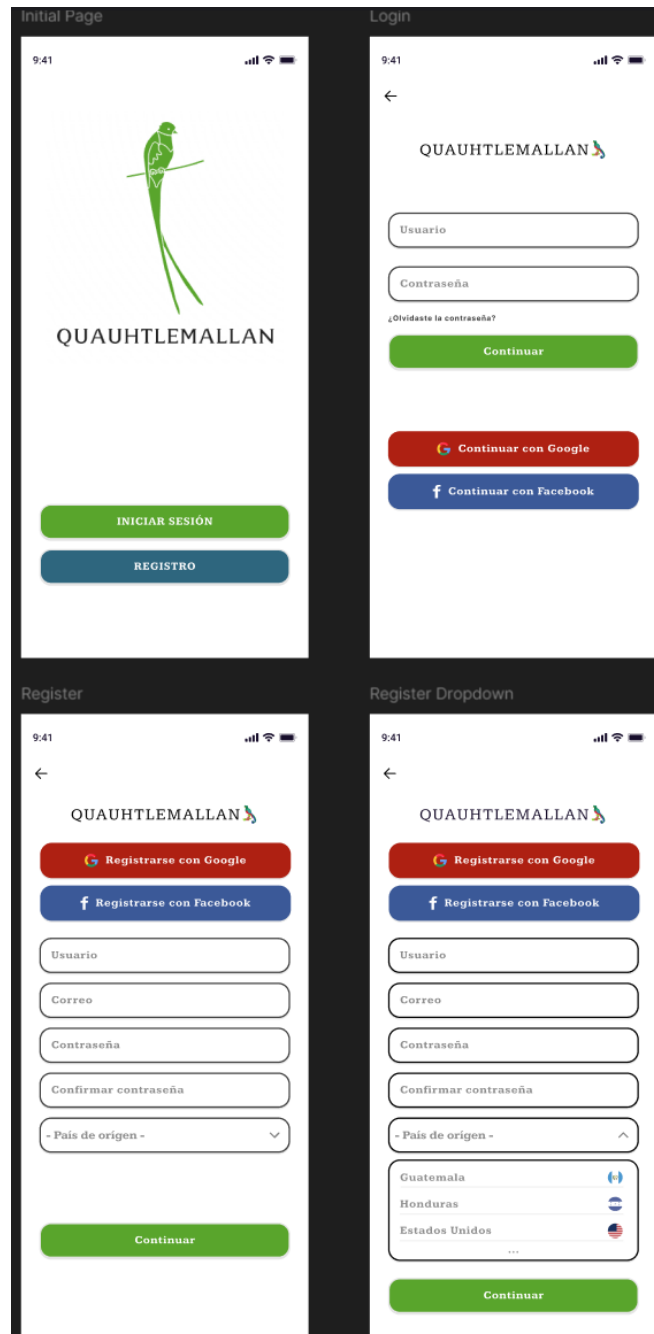 Initial Page
9:41
QUAUHTLEMALLAN
INICIAR SESIÓN
REGISTRO
Login
9:41
QUAUHTLEMALLAN
Usuario
Contraseña
¿Olvidaste la contraseña?
Continuar
Continuar con Google
Continuar con Facebook
Register
9:41
QUAUHTLEMALLAN
Registrarse con Google
Registrarse con Facebook
Usuario
Correo
Contraseña
Confirmar contraseña
- País de origen -
Continuar
Register Dropdown
9:41
QUAUHTLEMALLAN
Registrarse con Google
Registrarse con Facebook
Usuario
Correo
Contraseña
Confirmar contraseña
- País de origen -
Guatemala
Honduras
Estados Unidos
...
Continuar